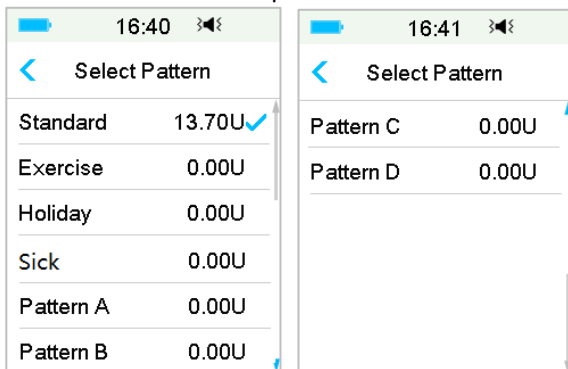 16:40
Select Pattern
Standard 13.70U
Exercise 0.00U
Holiday 0.00U
Sick 0.00U
Pattern A 0.00U
Pattern B 0.00U
16:41
Select Pattern
Pattern C 0.00U
Pattern D 0.00U